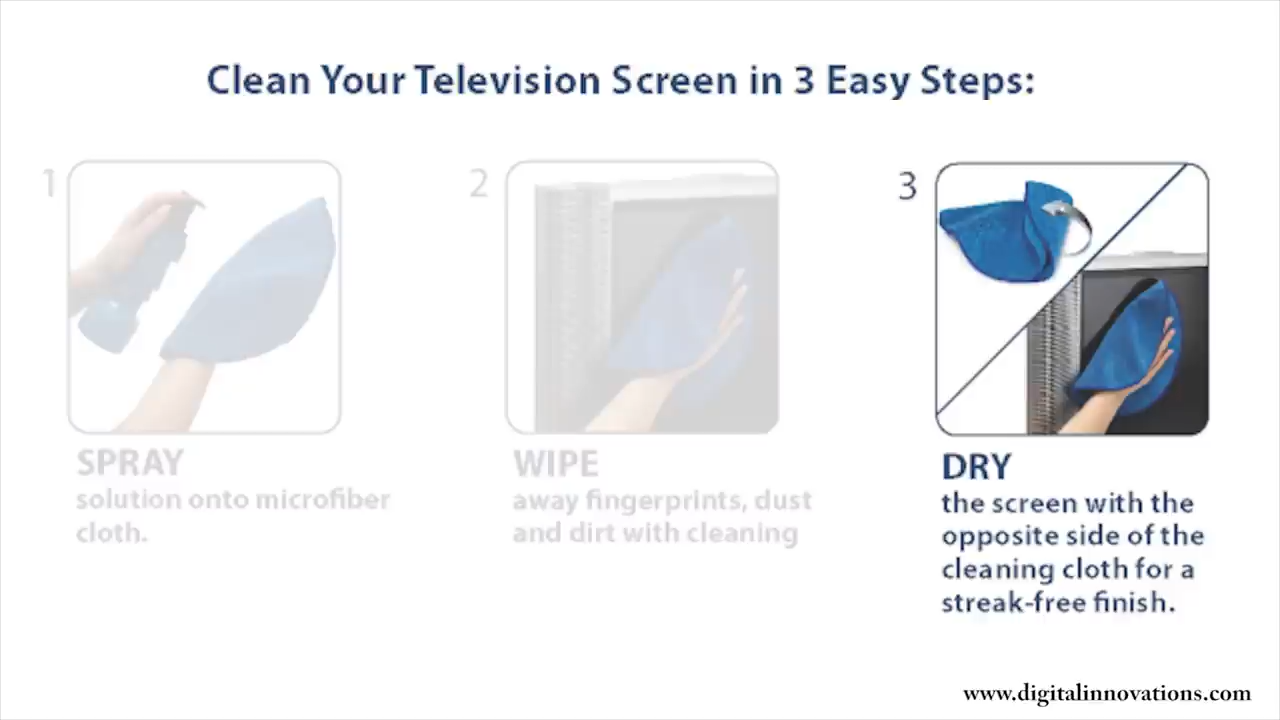 Clean Your Television Screen in 3 Easy Steps:
1
SPRAY
solution onto microfiber
cloth.
2
WIPE
away fingerprints, dust
and dirt with cleaning
3
DRY
the screen with the
opposite side of the
cleaning cloth for a
streak-free finish.
www.digitalinnovations.com